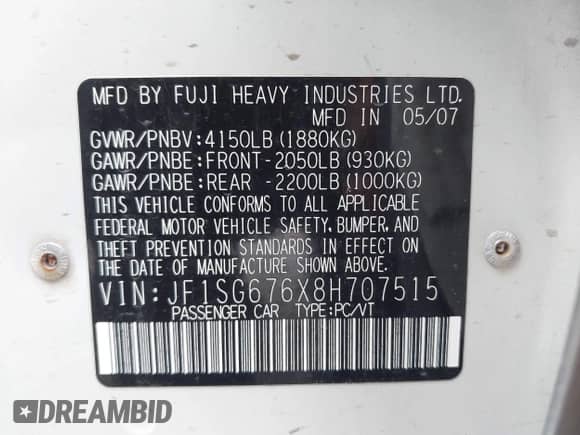 MFD BY FUJI HEAVY INDUSTRIES LTD.
MFD IN 05/07
GVWR/PNBV:4150LB(1880KG)
GAWR/PNBE:FRONT-2050LB(930KG)
GAWR/PNBE:REAR -2200LB(1000KG)
THIS VEHICLE CONFORMS TO ALL APPLICABLE
FEDERAL MOTOR VEHICLE SAFETY, BUMPER, AND
THEFT PREVENTION STANDARDS IN EFFECT ON
THE DATE OF MANUFACTURE SHOWN ABOVE.
VIN:JF1SG676X8H707515
PASSENGER CAR TYPE:PC/VT
DREAMBID